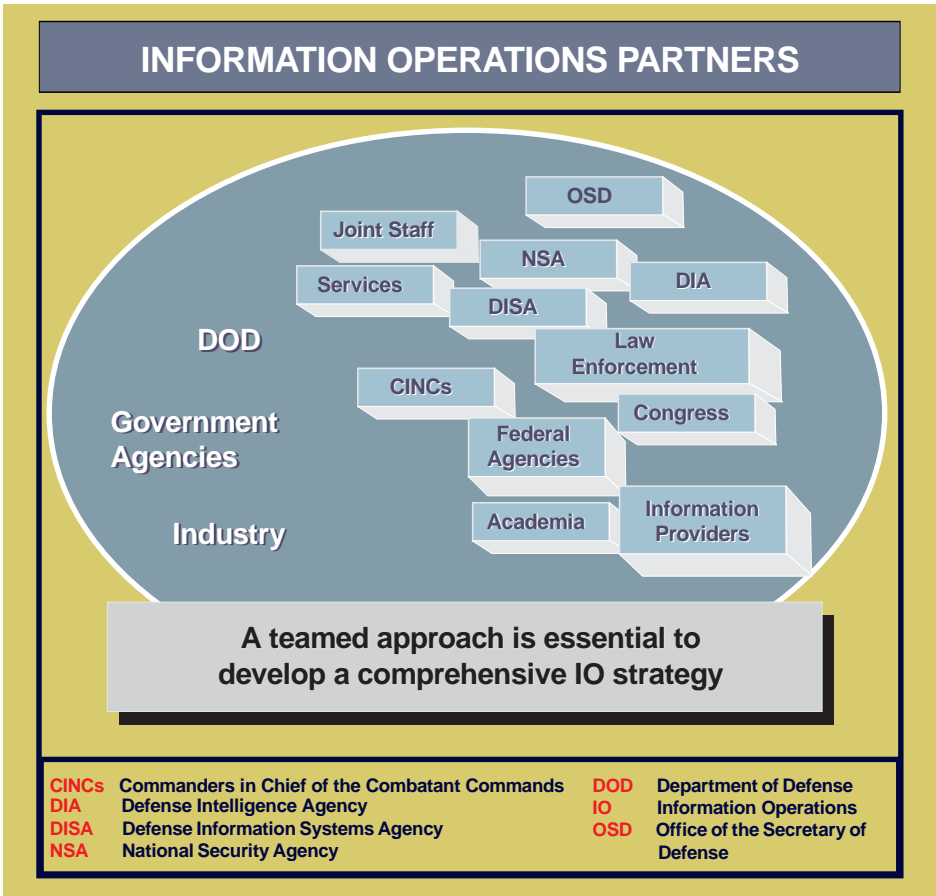 INFORMATION OPERATIONS PARTNERS
OSD
Joint Staff
NSA
DIA
Services
DISA
DOD
Law
Enforcement
CINCs
Congress
Government
Agencies
Federal
Agencies
Industry
Academia
Information
Providers
A teamed approach is essential to
develop a comprehensive IO strategy
CINCs Commanders in Chief of the Combatant Commands
DIA Defense Intelligence Agency
DISA Defense Information Systems Agency
NSA National Security Agency
DOD Department of Defense
IO Information Operations
OSD Office of the Secretary of
Defense